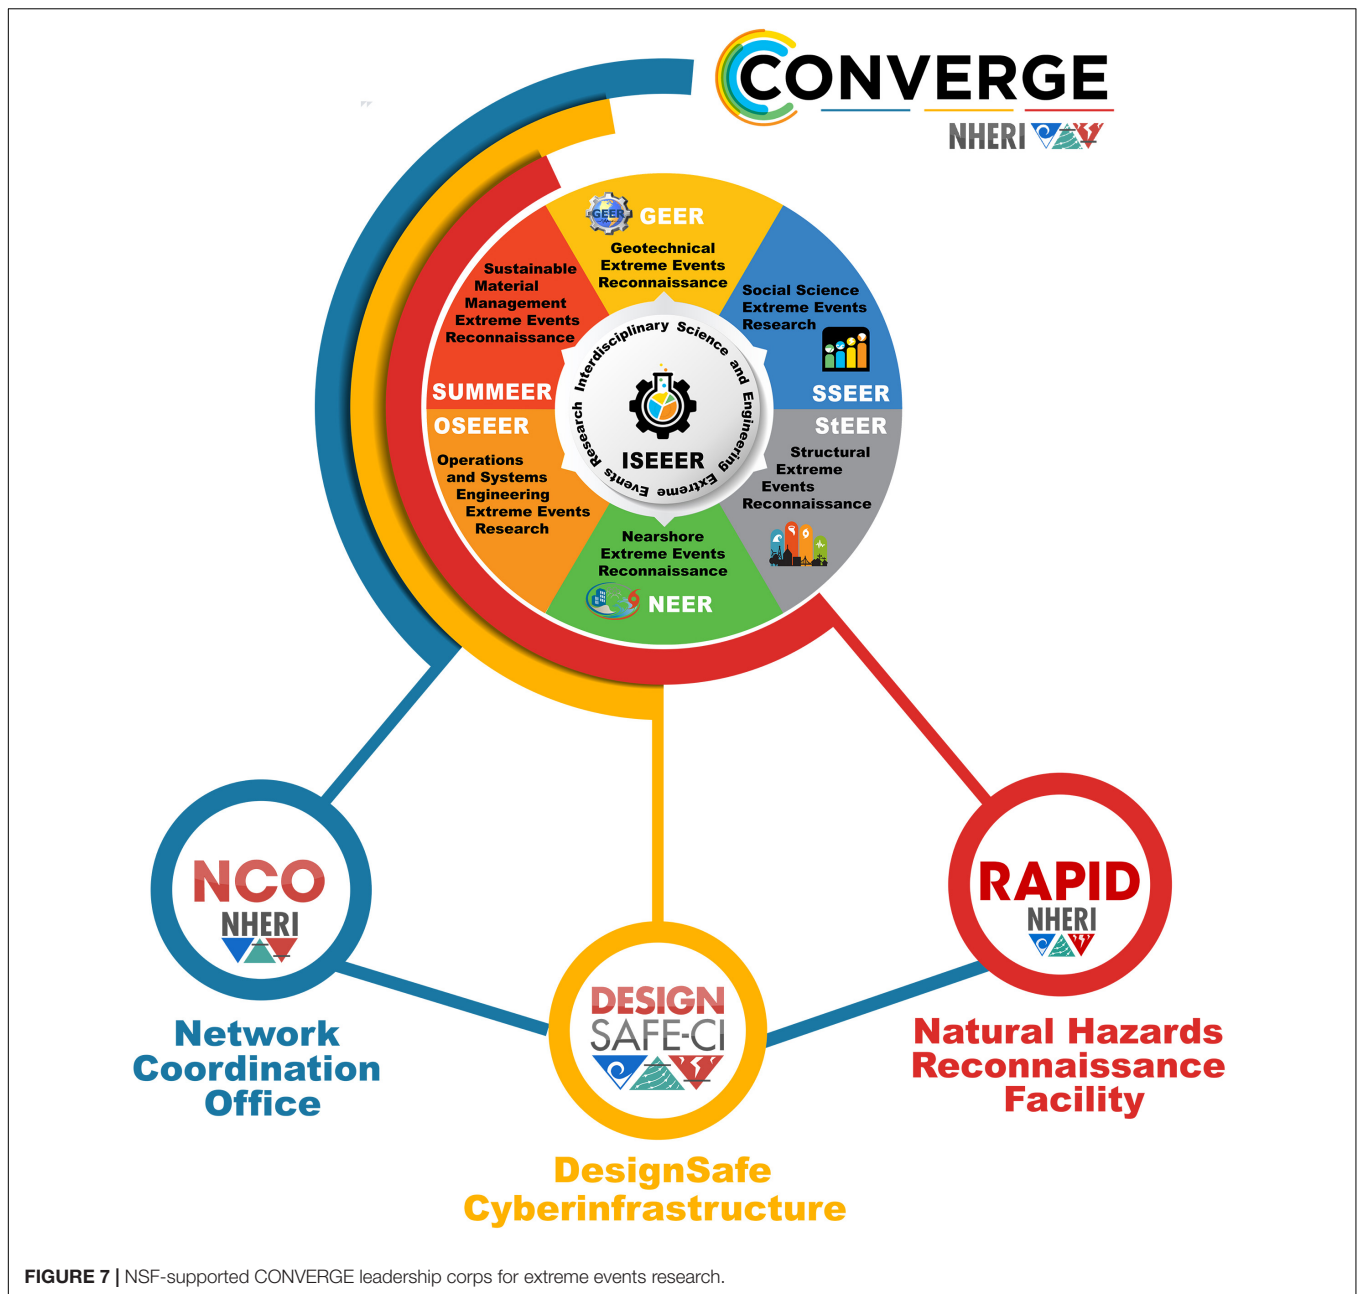 CONVERGE
NHERI
GEER
GEER
Geotechnical
Extreme Events
Reconnaissance
Social Science
Extreme Events
Research
SSEER
StEER
Structural
Extreme
Events
Reconnaissance
Nearshore
Extreme Events
Reconnaissance
NEER
OSEEER
Operations
and Systems
Engineering
Extreme Events
Research
Sustainable
Material
Management
Extreme Events
Reconnaissance
SUMMEER
Interdisciplinary Science and Engineering Extreme Events Research
ISEEER
NCO
NHERI
Network
Coordination
Office
DESIGN
SAFE-CI
DesignSafe
Cyberinfrastructure
RAPID
NHERI
Natural Hazards
Reconnaissance
Facility
FIGURE 7 | NSF-supported CONVERGE leadership corps for extreme events research.